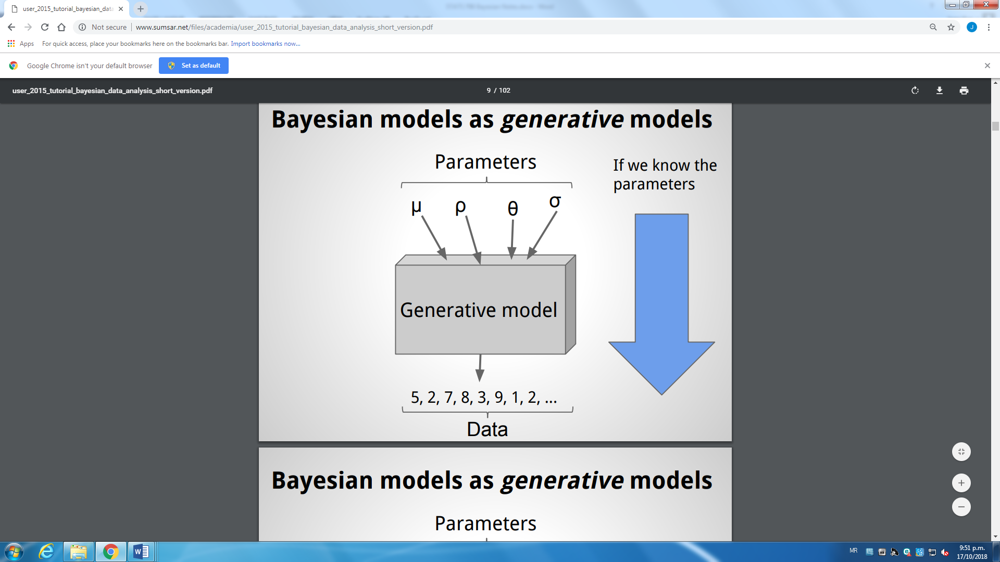 user_2015_tutorial_bayesian_data
Not secure
www.sumsar.net/files/academia/user_2015_tutorial_bayesian_data_analysis_short_version.pdf
J
Apps
For quick access, place your bookmarks here on the bookmarks bar. Import bookmarks now...
Google Chrome isn't your default browser
Set as default
user_2015_tutorial_bayesian_data_analysis_short_version.pdf
9 / 102
Bayesian models as generative models
Parameters
If we know the
parameters
μ ρ θ σ
Generative model
5, 2, 7, 8, 3, 9, 1, 2, ...
Data
Bayesian models as generative models
Parameters
MR
9:51 p.m.
17/10/2018